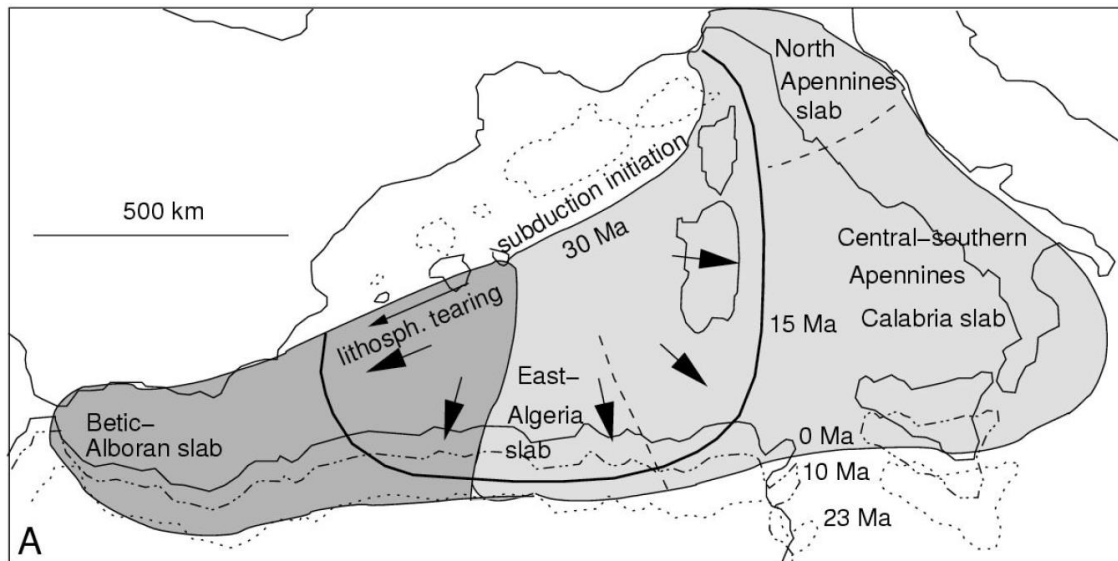 North
Apennines
slab
500 km
subduction initiation
30 Ma
Central–southern
Apennines
Calabria slab
15 Ma
lithosph. tearing
East–
Algeria
slab
Betic–
Alboran slab
0 Ma
10 Ma
23 Ma
A